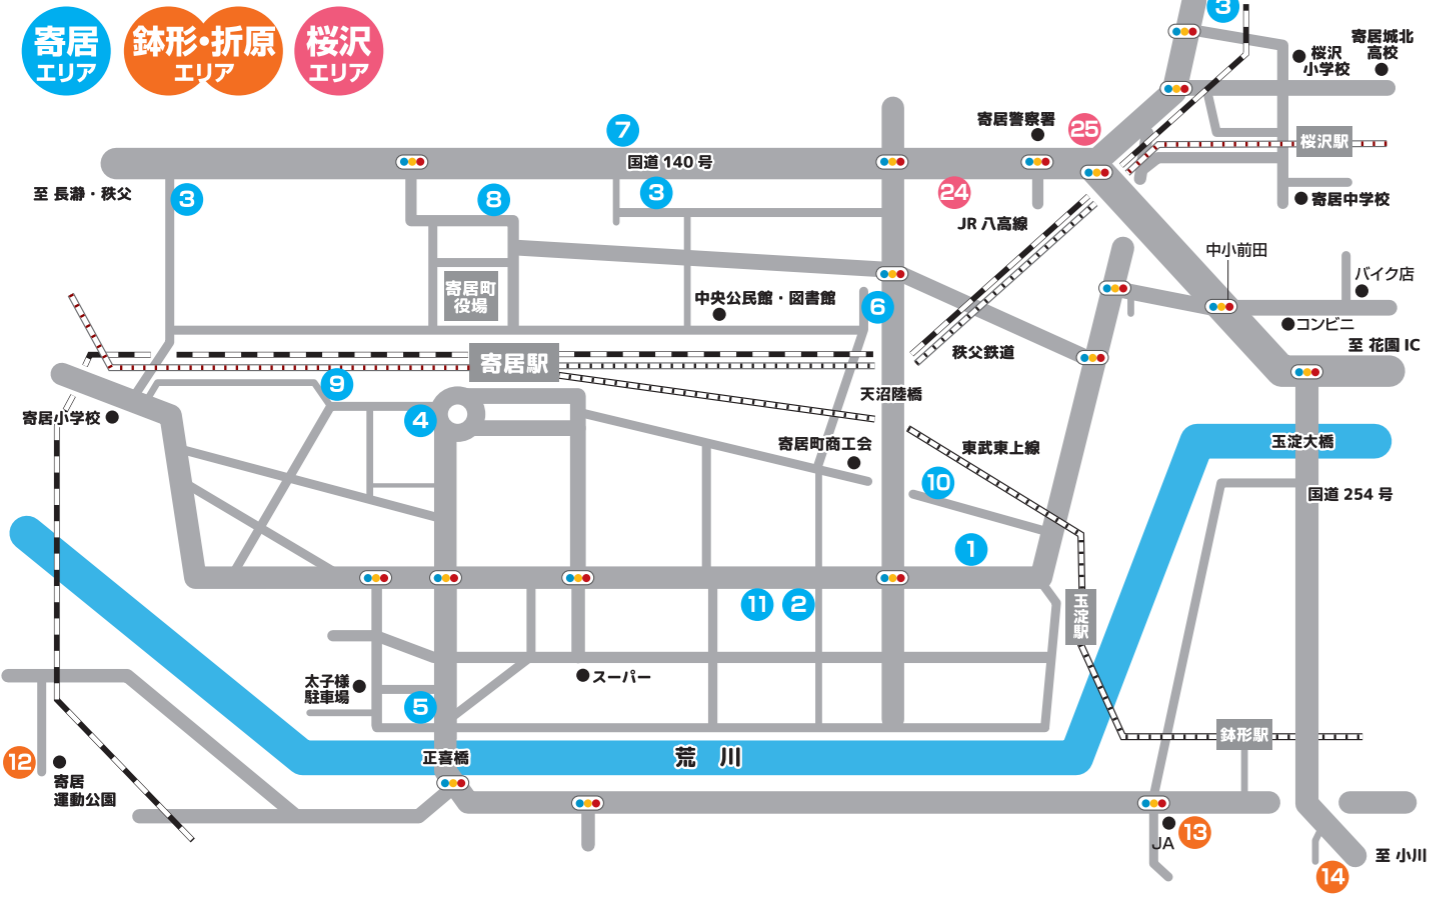 寄居
エリア
鉢形・折原
エリア
桜沢
エリア
3
桜沢
小学校
寄居城北
高校
7
寄居警察署
25
国道 140 号
桜沢駅
至 長瀞・秩父
3
8
3
24
寄居中学校
JR 八高線
中小前田
バイク店
寄居町
役場
中央公民館・図書館
6
コンビニ
至 花園 IC
秩父鉄道
寄居駅
9
天沼陸橋
寄居小学校
4
寄居町商工会
東武東上線
玉淀大橋
10
国道 254 号
1
11
2
玉淀駅
太子様
駐車場
スーパー
5
鉢形駅
正喜橋
荒 川
12
寄居
運動公園
JA
13
至 小川
14